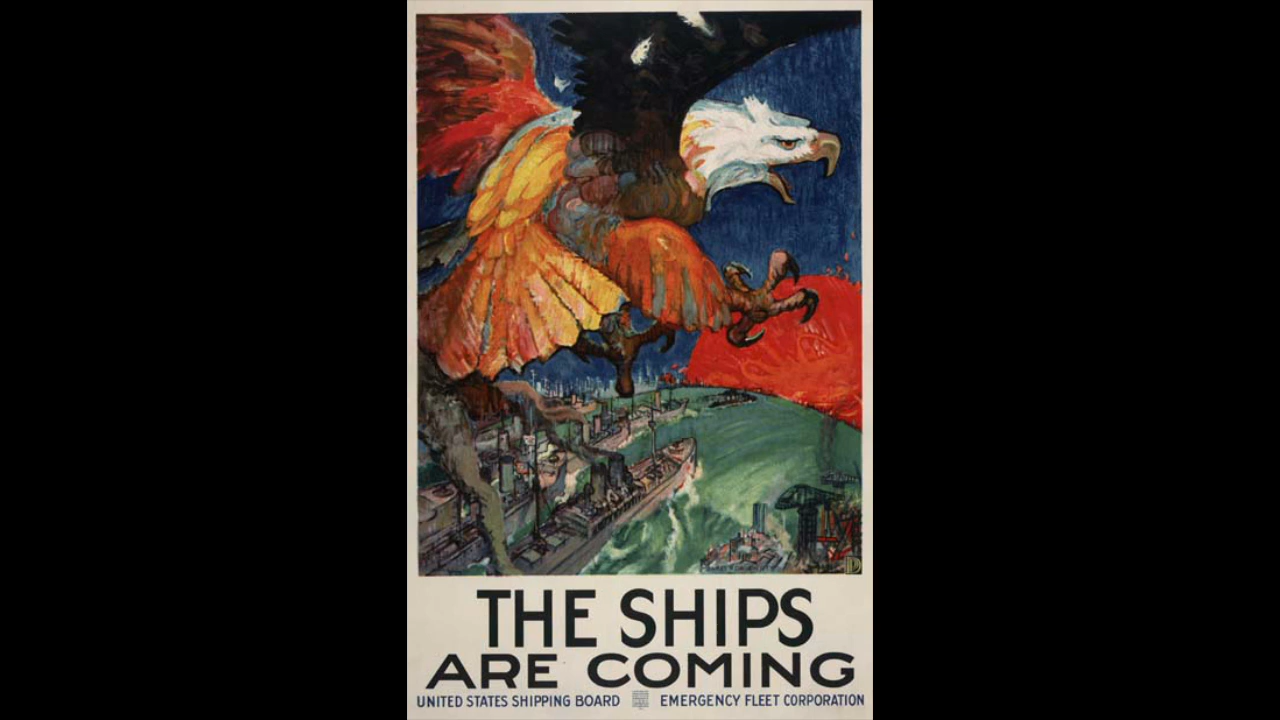 THE SHIPS
ARE COMING
UNITED STATES SHIPPING BOARD EMERGENCY FLEET CORPORATION